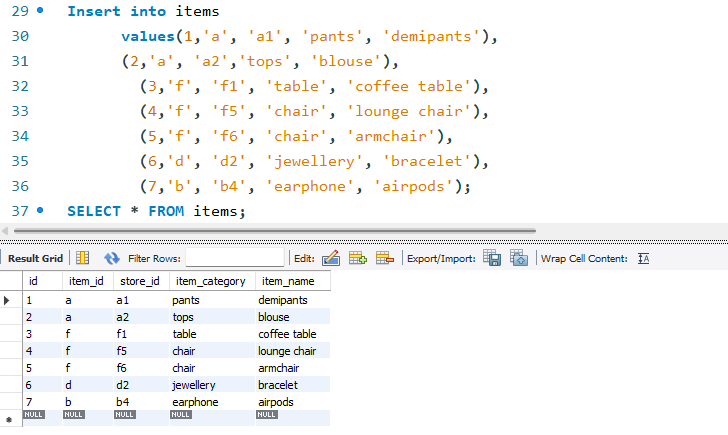 29 Insert into items
30 values(1,'a', 'a1', 'pants', 'demipants'),
31 (2,'a', 'a2','tops', 'blouse'),
32 (3,'f', 'f1', 'table', 'coffee table'),
33 (4,'f', 'f5', 'chair', 'lounge chair'),
34 (5,'f', 'f6', 'chair', 'armchair'),
35 (6,'d', 'd2', 'jewellery', 'bracelet'),
36 (7,'b', 'b4', 'earphone', 'airpods');
37 SELECT * FROM items;
Result Grid Filter Rows: Edit: Export/Import: Wrap Cell Content: IA
id item_id store_id item_category item_name
1 a a1 pants demipants
2 a a2 tops blouse
3 f f1 table coffee table
4 f f5 chair lounge chair
5 f f6 chair armchair
6 d d2 jewellery bracelet
7 b b4 earphone airpods
NULL NULL NULL NULL NULL